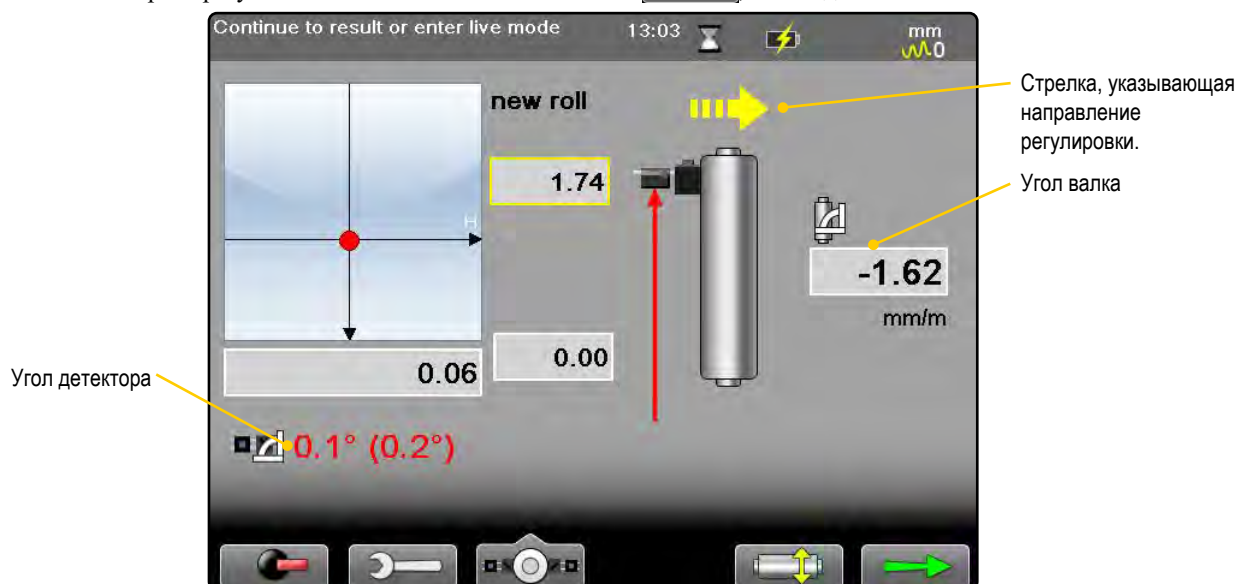 Continue to result or enter live mode 13:03 mm
0
new roll
H
1.74
0.00
0.06
-1.62
mm/m
0.1° (0.2°)
Стрелка, указывающая
направление
регулировки.
Угол валка
Угол детектора